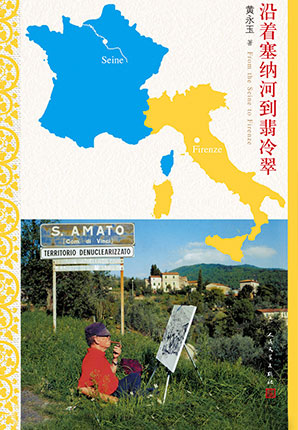 沿着塞纳河到翡冷翠
From the Seine to Firenze
黄永玉 著
Seine
Firenze
S. AMATO
(Com. di Vinci)
TERRITORIO DENUCLEARIZZATO
人民文学出版社